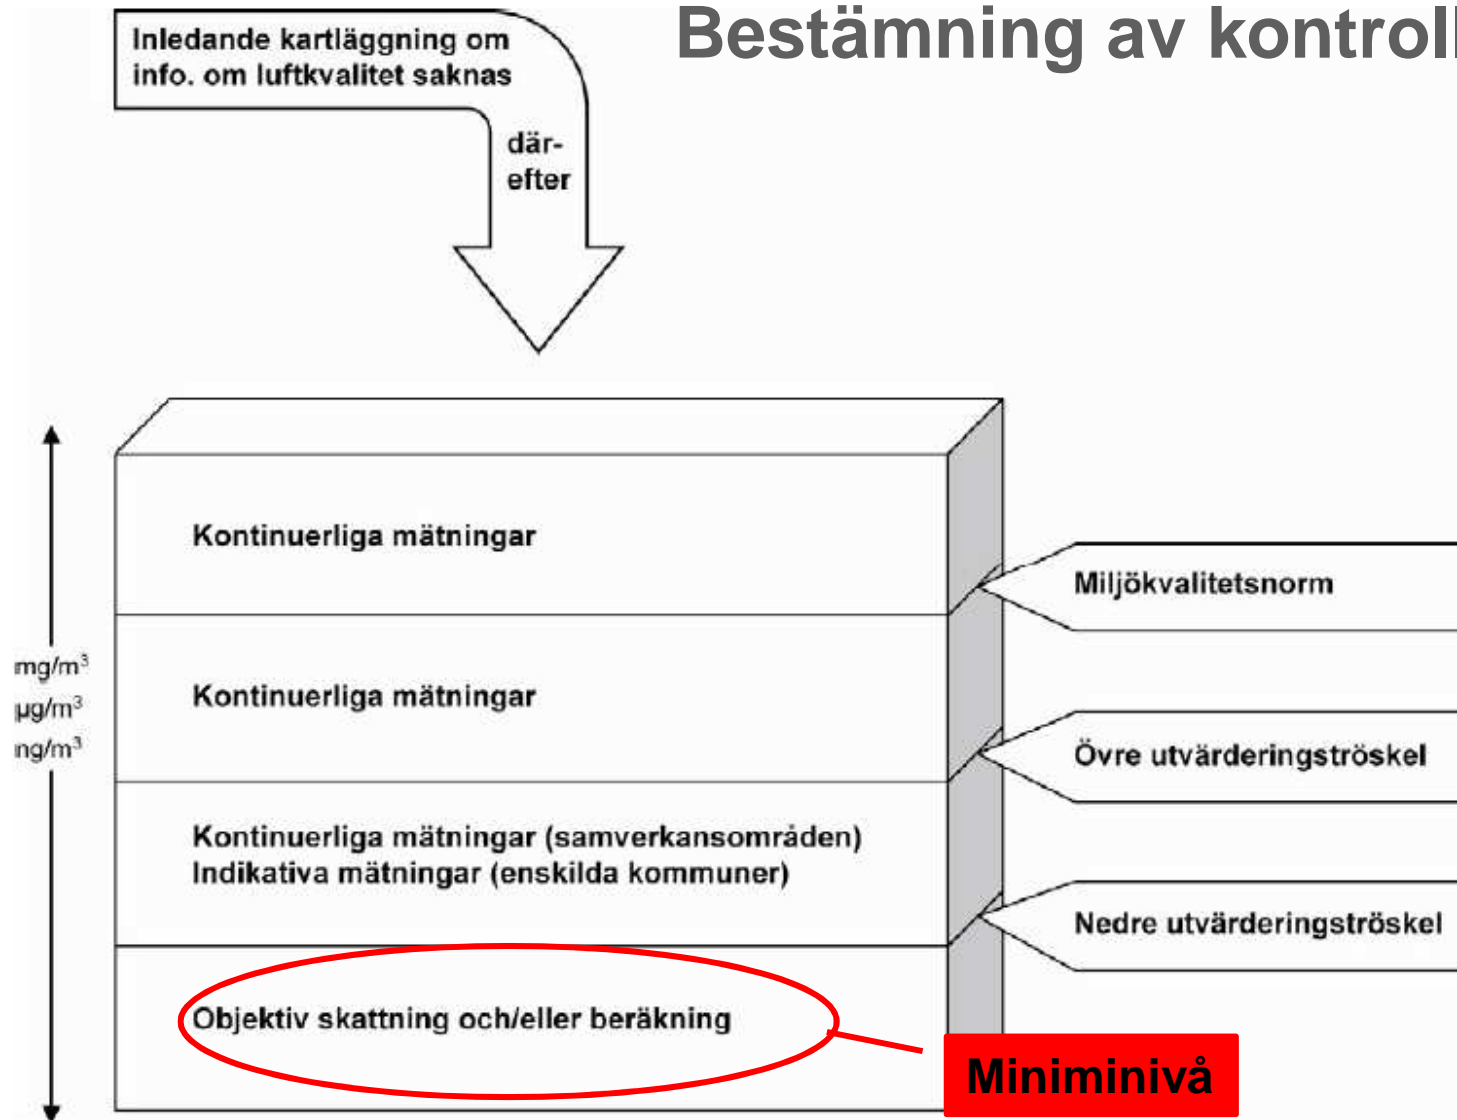 Bestämning av kontroll
Inledande kartläggning om
info. om luftkvalitet saknas
där-
efter
Kontinuerliga mätningar
Miljökvalitetsnorm
mg/m³
µg/m³
ng/m³
Kontinuerliga mätningar
Övre utvärderingströskel
Kontinuerliga mätningar (samverkansområden)
Indikativa mätningar (enskilda kommuner)
Nedre utvärderingströskel
Objektiv skattning och/eller beräkning
Miniminivå